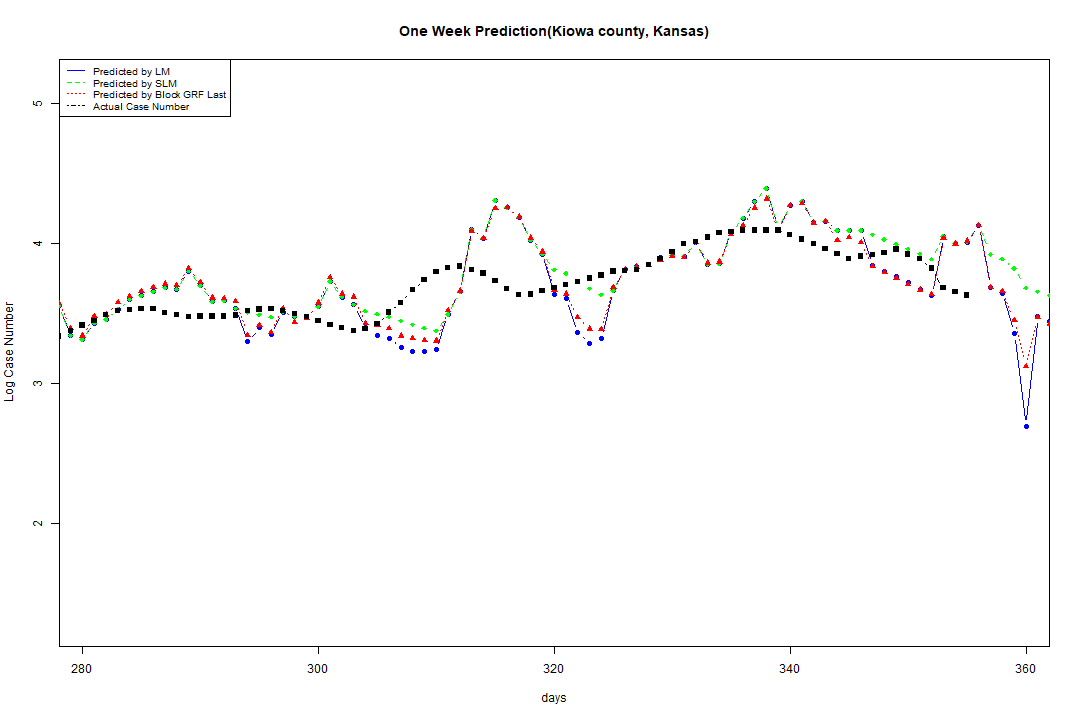 One Week Prediction(Kiowa county, Kansas)
Predicted by LM
Predicted by SLM
Predicted by Block GRF Last
Actual Case Number
5
4
3
2
Log Case Number
280 300 320 340 360
days